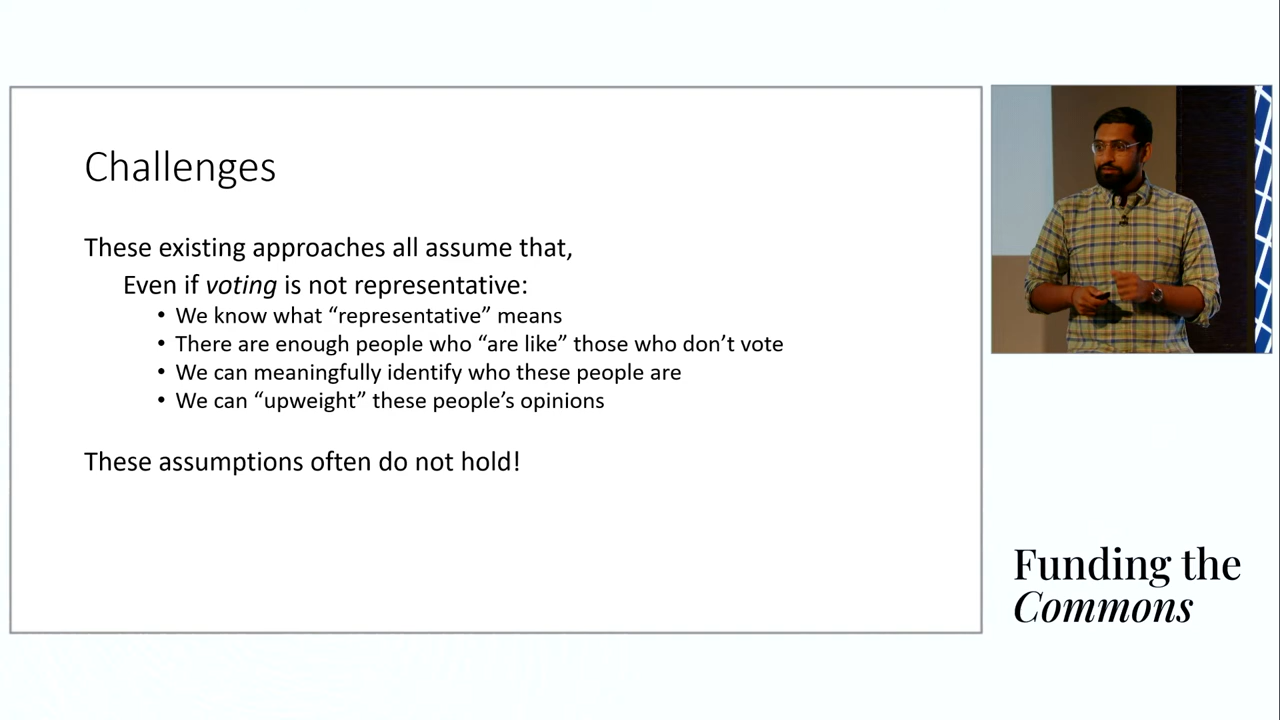 Challenges
These existing approaches all assume that,
Even if voting is not representative:
• We know what “representative” means
• There are enough people who “are like” those who don’t vote
• We can meaningfully identify who these people are
• We can “upweight” these people’s opinions
These assumptions often do not hold!
Funding the
Commons